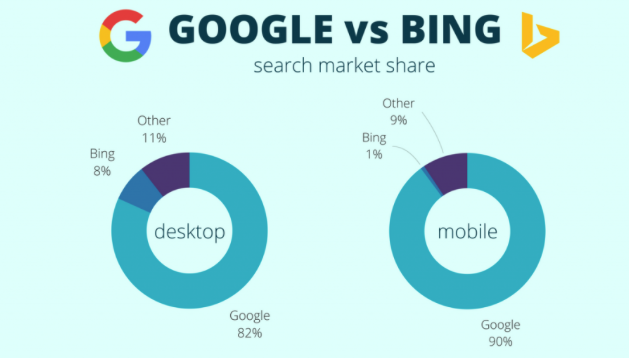 GOOGLE vs BING
search market share
Other
11%
Bing
8%
desktop
Google
82%
Other
9%
Bing
1%
mobile
Google
90%